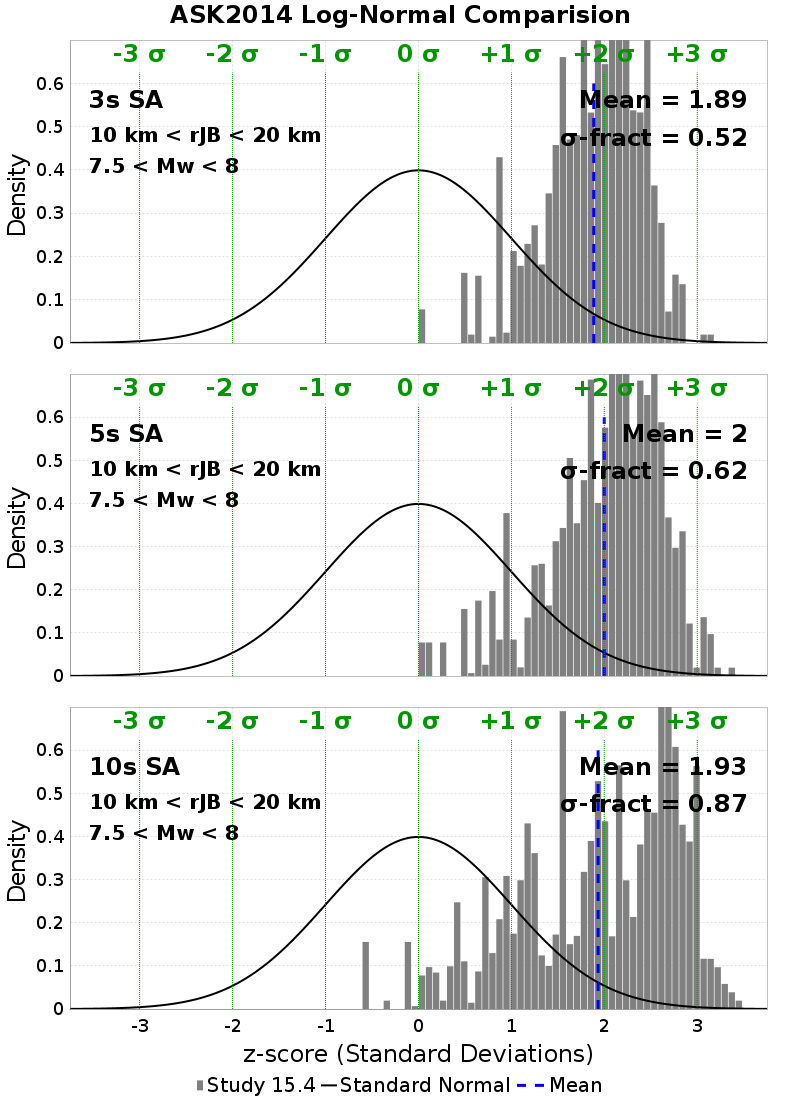 ASK2014 Log-Normal Comparision
-3 σ -2 σ -1 σ 0 σ +1 σ +2 σ +3 σ
3s SA
10 km < rJB < 20 km
7.5 < Mw < 8
Mean = 1.89
σ-fract = 0.52
0.6
0.5
0.4
0.3
0.2
0.1
0
Density
-3 σ -2 σ -1 σ 0 σ +1 σ +2 σ +3 σ
5s SA
10 km < rJB < 20 km
7.5 < Mw < 8
Mean = 2
σ-fract = 0.62
0.6
0.5
0.4
0.3
0.2
0.1
0
Density
-3 σ -2 σ -1 σ 0 σ +1 σ +2 σ +3 σ
10s SA
10 km < rJB < 20 km
7.5 < Mw < 8
Mean = 1.93
σ-fract = 0.87
0.6
0.5
0.4
0.3
0.2
0.1
0
Density
-3 -2 -1 0 1 2 3
z-score (Standard Deviations)
Study 15.4 Standard Normal Mean